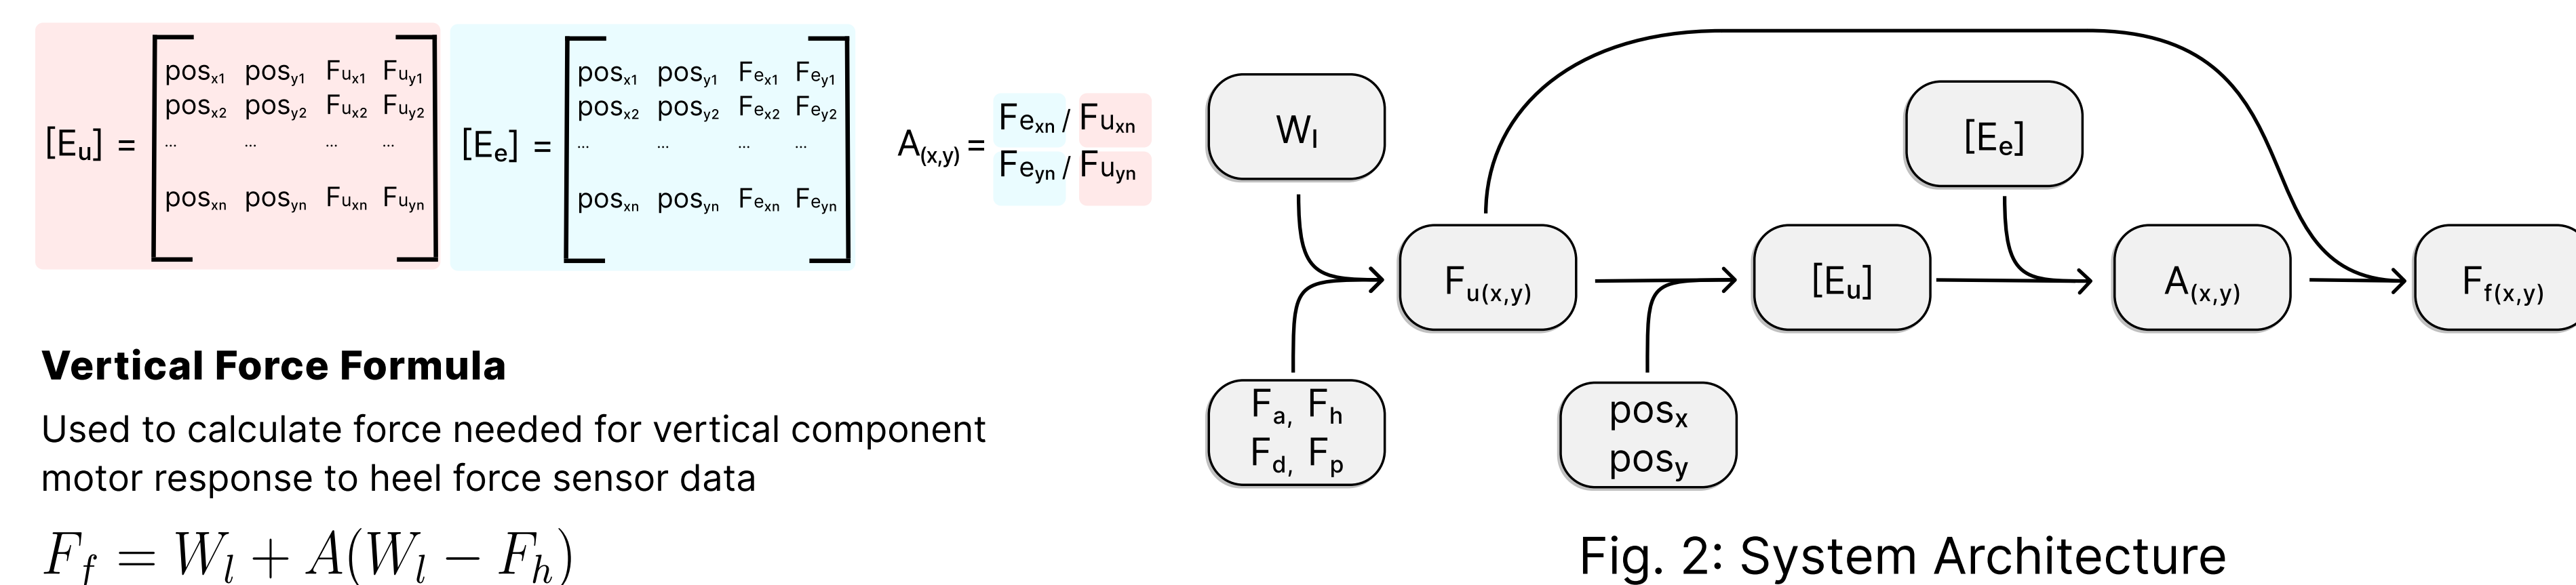 [Eu] =
posx1 posy1 Fux1 Fuy1
posx2 posy2 Fux2 Fuy2
... ... ... ...
posxn posyn Fuxn Fuyn
[Ee] =
posx1 posy1 Fex1 Fey1
posx2 posy2 Fex2 Fey2
... ... ... ...
posxn posyn Fexn Feyn
A(x,y) =
Fexn / Fuxn
Feyn / Fuyn
Vertical Force Formula
Used to calculate force needed for vertical component
motor response to heel force sensor data
Ff = Wl + A(Wl − Fh)
Wl
[Ee]
Fu(x,y)
[Eu]
A(x,y)
Ff(x,y)
Fa, Fh
Fd, Fp
posx
posy
Fig. 2: System Architecture